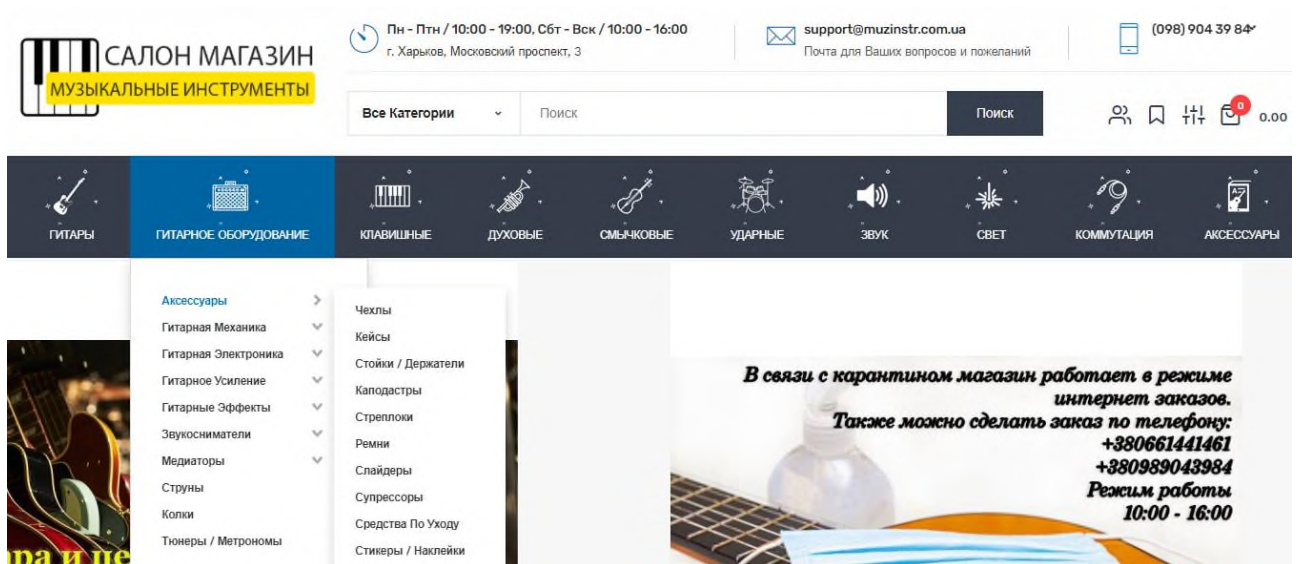 САЛОН МАГАЗИН
МУЗЫКАЛЬНЫЕ ИНСТРУМЕНТЫ
Пн - Птн / 10:00 - 19:00, Сбт - Вск / 10:00 - 16:00
г. Харьков, Московский проспект, 3
support@muzinstr.com.ua
Почта для Ваших вопросов и пожеланий
(098) 904 39 84
Все Категории
Поиск
Поиск
0
0.00
ГИТАРЫ
ГИТАРНОЕ ОБОРУДОВАНИЕ
КЛАВИШНЫЕ
ДУХОВЫЕ
СМЫЧКОВЫЕ
УДАРНЫЕ
ЗВУК
СВЕТ
КОММУТАЦИЯ
АКСЕССУАРЫ
Аксессуары
Гитарная Механика
Гитарная Электроника
Гитарное Усиление
Гитарные Эффекты
Звукосниматели
Медиаторы
Струны
Колки
Тюнеры / Метрономы
Чехлы
Кейсы
Стойки / Держатели
Каподастры
Стреплоки
Ремни
Слайдеры
Супрессоры
Средства По Уходу
Стикеры / Наклейки
В связи с карантином магазин работает в режиме
интернет заказов.
Также можно сделать заказ по телефону:
+380661441461
+380989043984
Режим работы
10:00 - 16:00